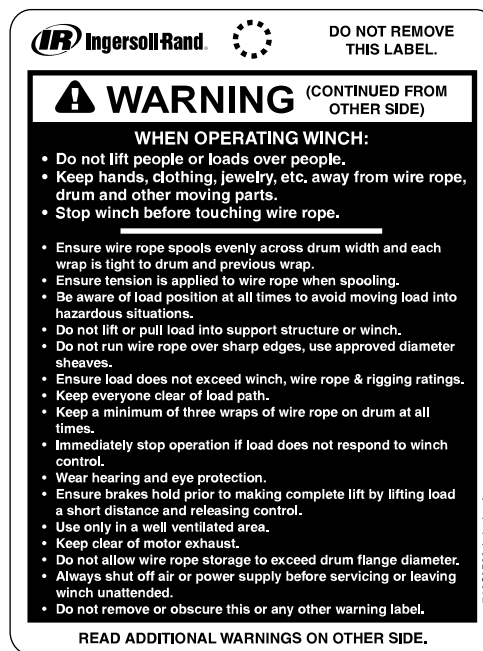 IR Ingersoll-Rand®
DO NOT REMOVE
THIS LABEL.
WARNING
(CONTINUED FROM
OTHER SIDE)
WHEN OPERATING WINCH:
• Do not lift people or loads over people.
• Keep hands, clothing, jewelry, etc. away from wire rope,
drum and other moving parts.
• Stop winch before touching wire rope.
• Ensure wire rope spools evenly across drum width and each
wrap is tight to drum and previous wrap.
• Ensure tension is applied to wire rope when spooling.
• Be aware of load position at all times to avoid moving load into
hazardous situations.
• Do not lift or pull load into support structure or winch.
• Do not run wire rope over sharp edges, use approved diameter
sheaves.
• Ensure load does not exceed winch, wire rope & rigging ratings.
• Keep everyone clear of load path.
• Keep a minimum of three wraps of wire rope on drum at all
times.
• Immediately stop operation if load does not respond to winch
control.
• Wear hearing and eye protection.
• Ensure brakes hold prior to making complete lift by lifting load
a short distance and releasing control.
• Use only in a well ventilated area.
• Keep clear of motor exhaust.
• Do not allow wire rope storage to exceed drum flange diameter.
• Always shut off air or power supply before servicing or leaving
winch unattended.
• Do not remove or obscure this or any other warning label.
READ ADDITIONAL WARNINGS ON OTHER SIDE.